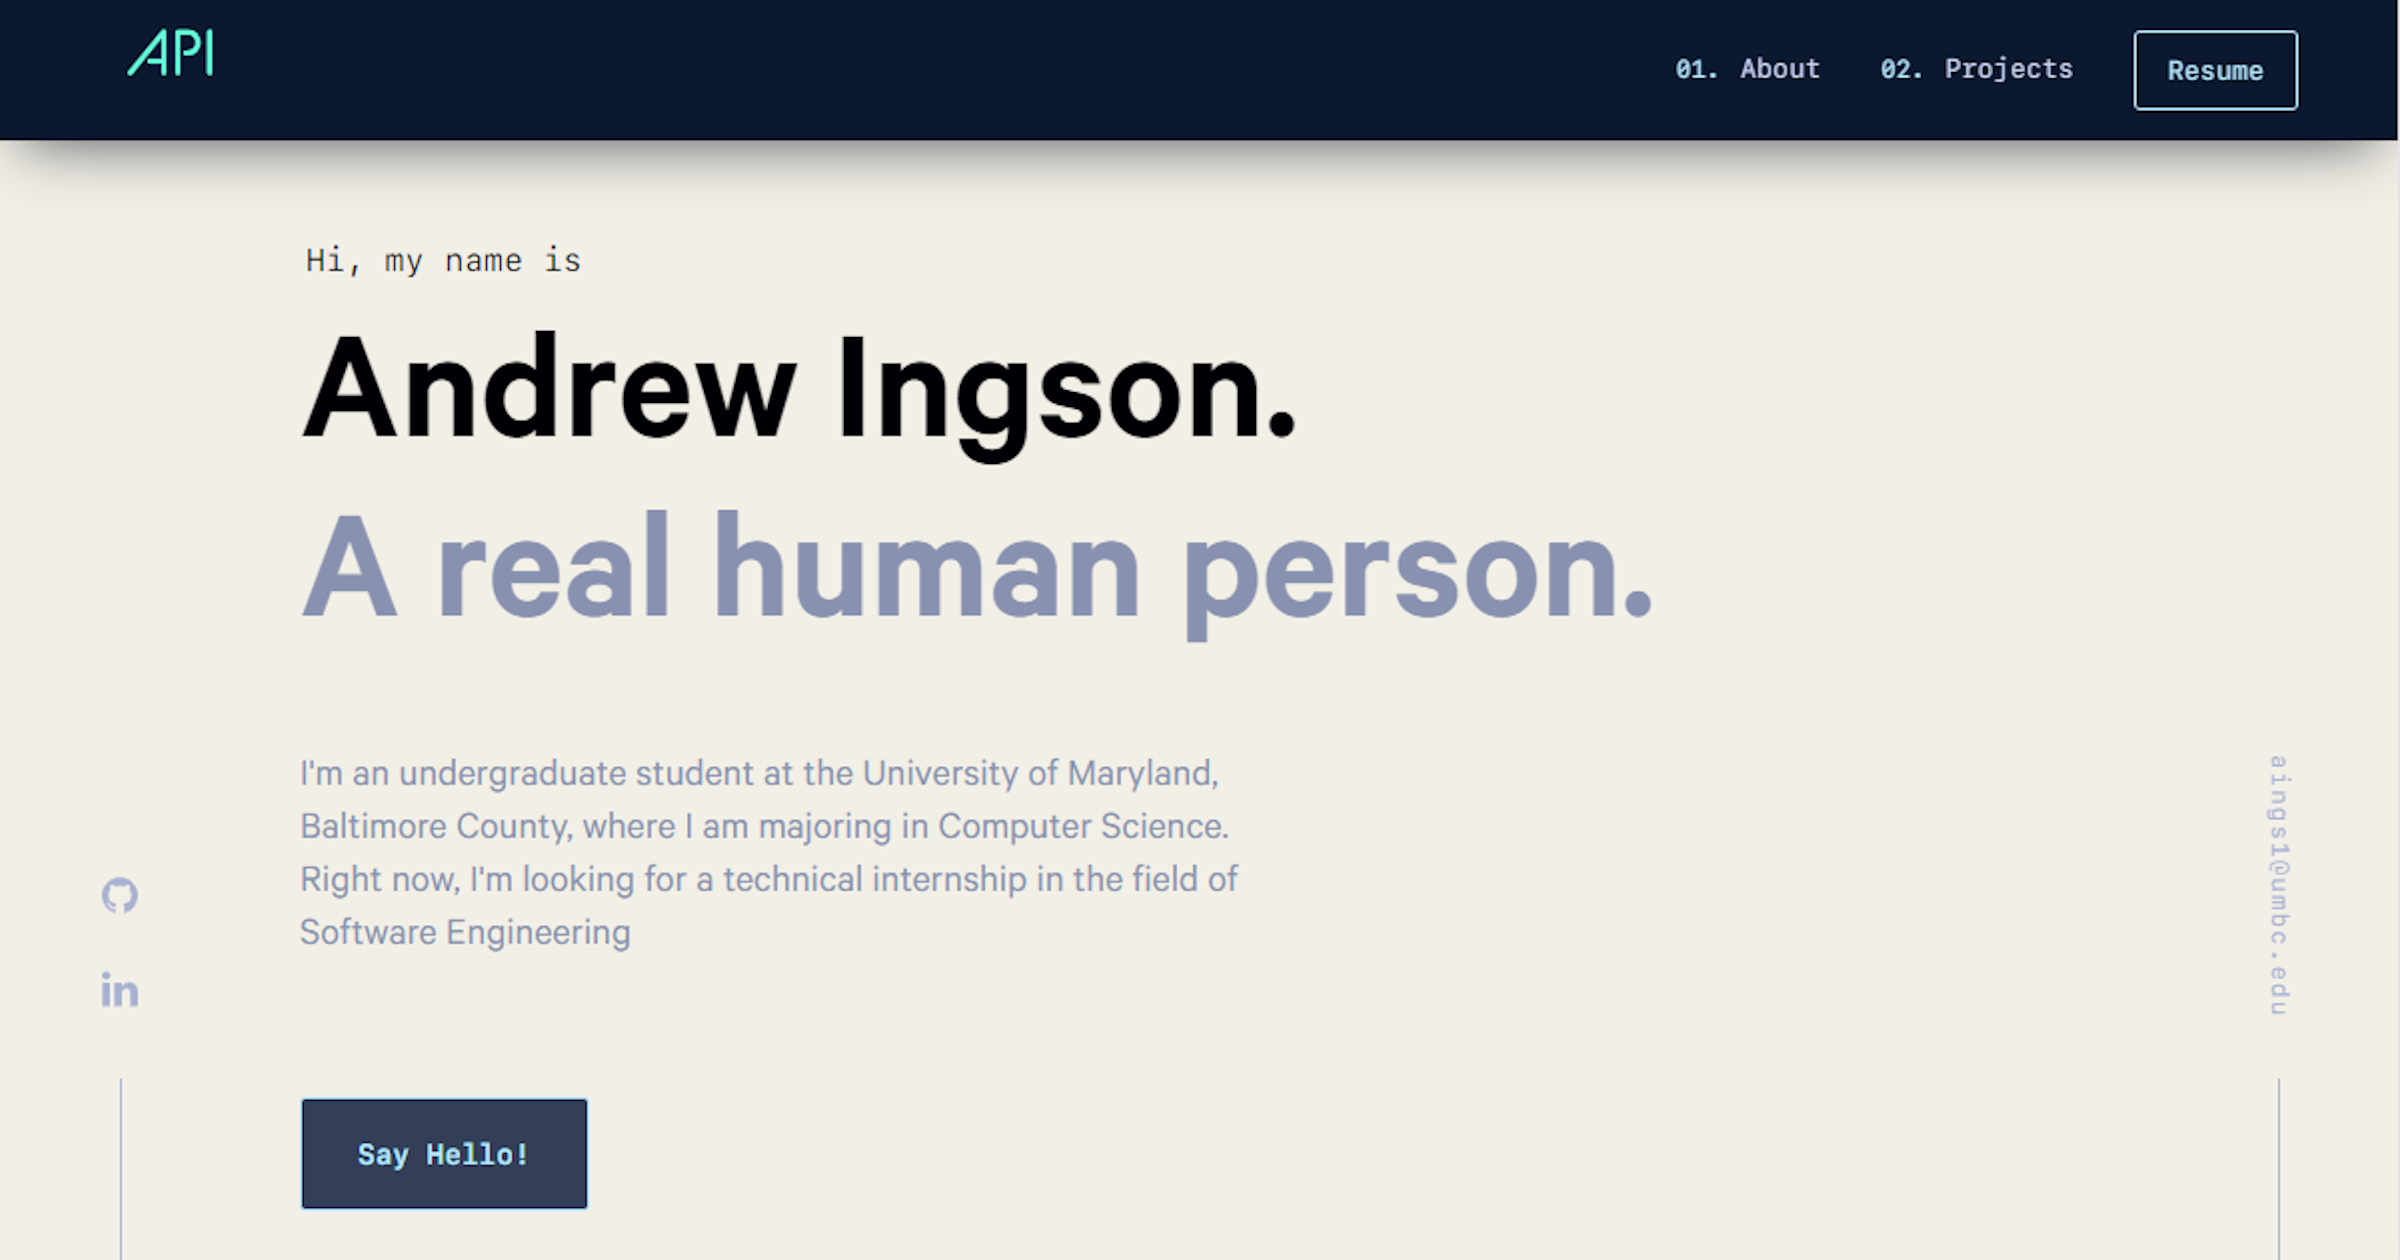 API
01. About 02. Projects Resume
Hi, my name is
Andrew Ingson.
A real human person.
I'm an undergraduate student at the University of Maryland,
Baltimore County, where I am majoring in Computer Science.
Right now, I'm looking for a technical internship in the field of
Software Engineering
aings1@umbc.edu
in
Say Hello!